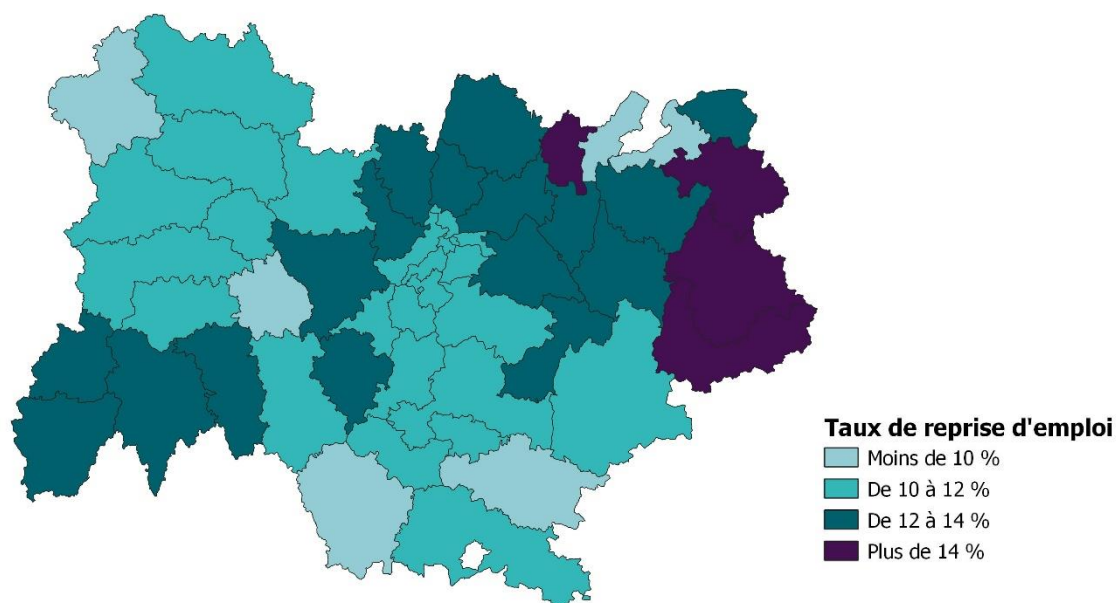 Taux de reprise d'emploi
Moins de 10 %
De 10 à 12 %
De 12 à 14 %
Plus de 14 %